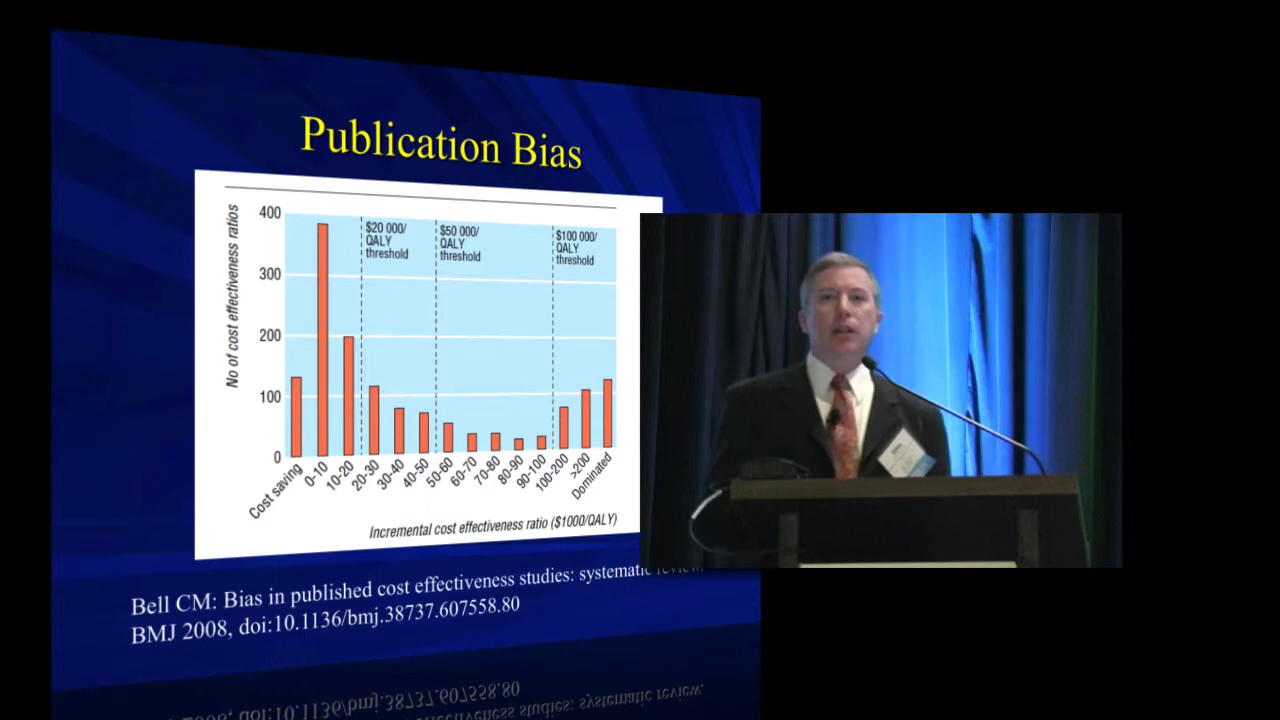 Publication Bias
No of cost effectiveness ratios
400
300
200
100
0
$20 000/
QALY
threshold
$50 000/
QALY
threshold
$100 000/
QALY
threshold
Cost saving
0-10
10-20
20-30
30-40
40-50
50-60
60-70
70-80
80-90
90-100
100-200
>200
Dominated
Incremental cost effectiveness ratio ($1000/QALY)
Bell CM: Bias in published cost effectiveness studies: systematic review.
BMJ 2008, doi:10.1136/bmj.38737.607558.80